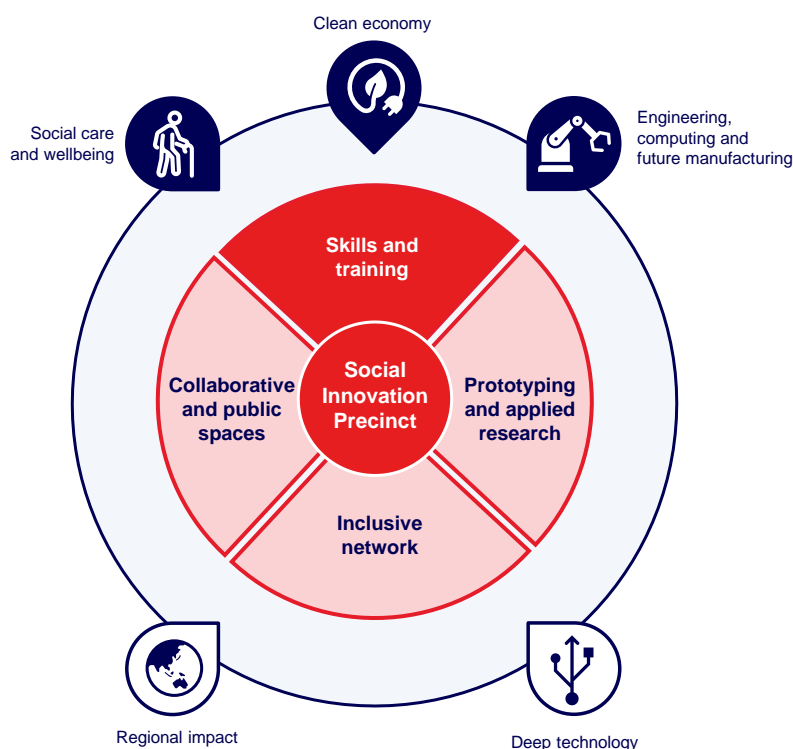 Clean economy
Social care
and wellbeing
Engineering,
computing and
future manufacturing
Skills and
training
Collaborative
and public
spaces
Social
Innovation
Precinct
Prototyping
and applied
research
Inclusive
network
Regional impact
Deep technology